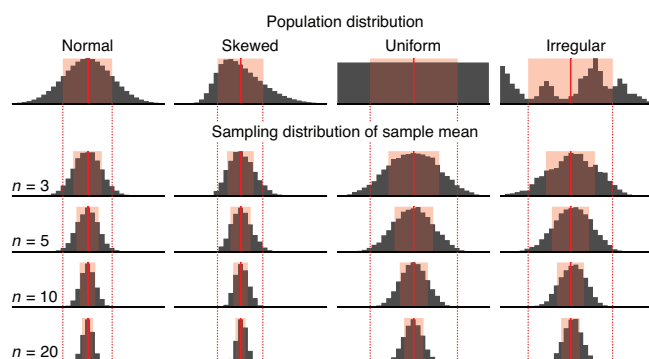 Population distribution
Normal Skewed Uniform Irregular
Sampling distribution of sample mean
n = 3
n = 5
n = 10
n = 20